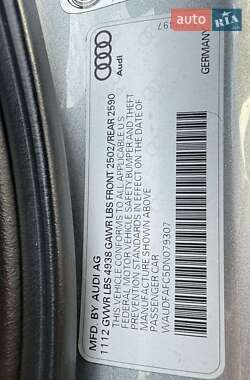 AUTO.RIA
Audi
GERMANY
MFD. BY AUDI AG
1112 GVWR LBS 4938 GAWR LBS FRONT 2502/REAR 2590
THIS VEHICLE CONFORMS TO ALL APPLICABLE U.S.
FEDERAL MOTOR VEHICLE SAFETY BUMPER AND THEFT
PREVENTION STANDARDS IN EFFECT ON THE DATE OF
MANUFACTURE SHOWN ABOVE
PASSENGER CAR
WAUDFAFC5DN079307